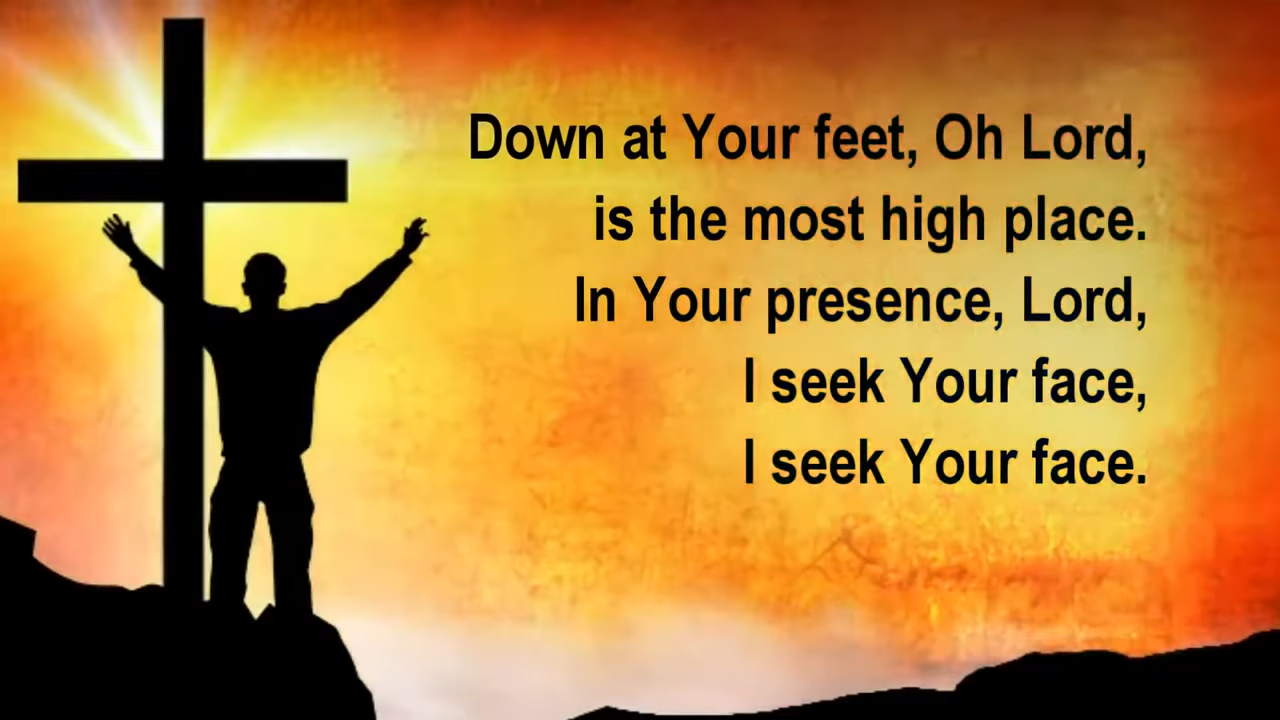 Down at Your feet, Oh Lord,
is the most high place.
In Your presence, Lord,
I seek Your face,
I seek Your face.